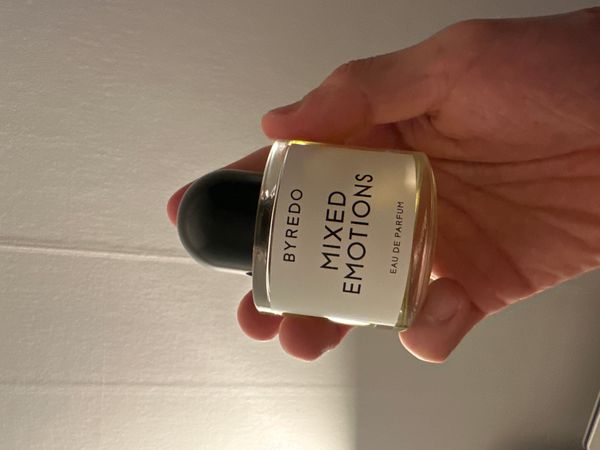 BYREDO
MIXED
EMOTIONS
EAU DE PARFUM